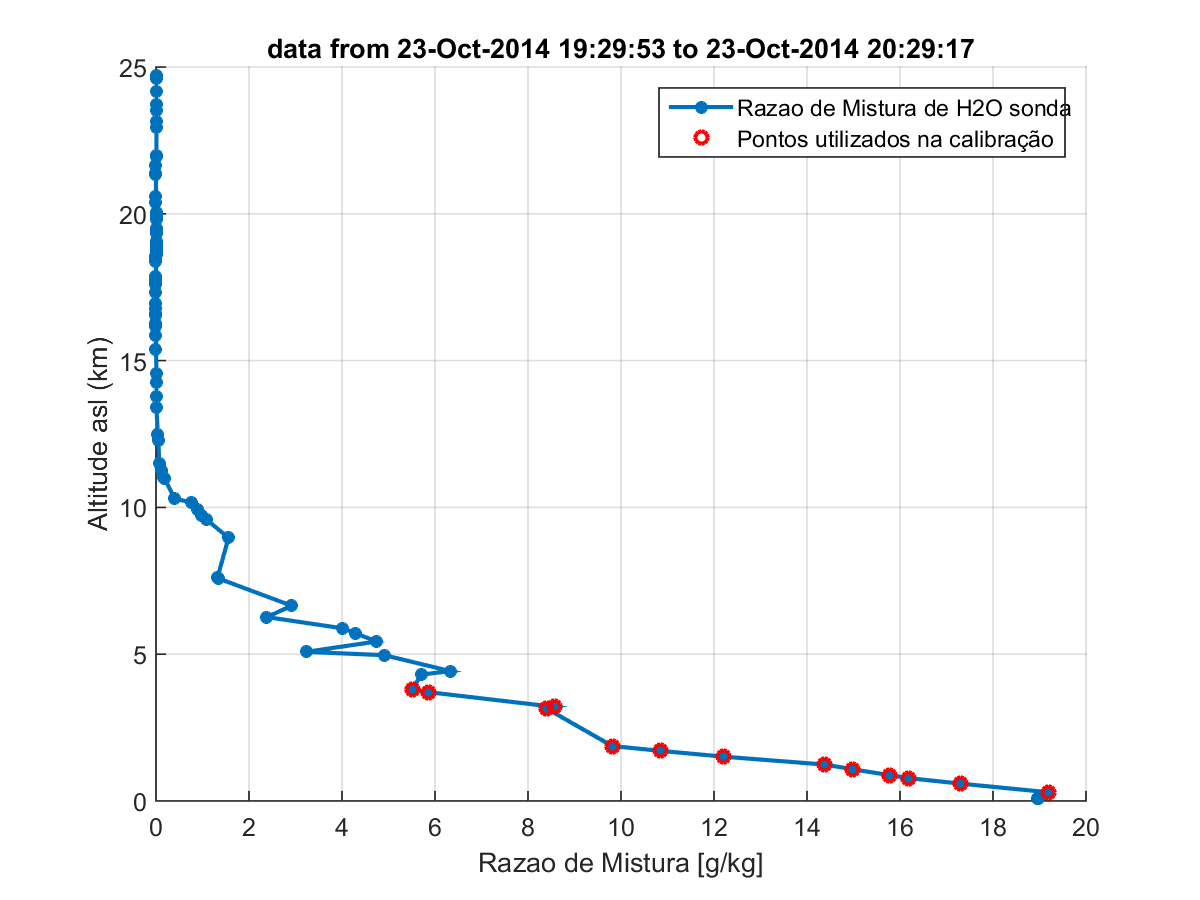 data from 23-Oct-2014 19:29:53 to 23-Oct-2014 20:29:17
Razao de Mistura de H2O sonda
Pontos utilizados na calibração
25
20
15
10
5
0
Altitude asl (km)
0 2 4 6 8 10 12 14 16 18 20
Razao de Mistura [g/kg]